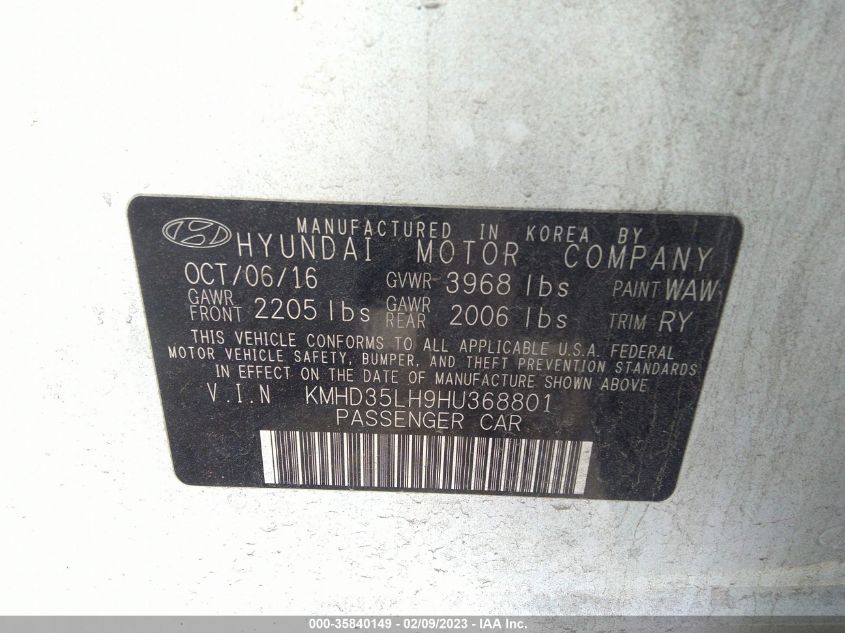 MANUFACTURED IN KOREA BY
HYUNDAI MOTOR COMPANY
OCT/06/16 GVWR 3968 lbs PAINT WAW
GAWR FRONT 2205 lbs GAWR REAR 2006 lbs TRIM RY
THIS VEHICLE CONFORMS TO ALL APPLICABLE U.S.A. FEDERAL
MOTOR VEHICLE SAFETY, BUMPER, AND THEFT PREVENTION STANDARDS
IN EFFECT ON THE DATE OF MANUFACTURE SHOWN ABOVE
V.I.N KMHD35LH9HU368801
PASSENGER CAR
000-35840149 - 02/09/2023 - IAA Inc.